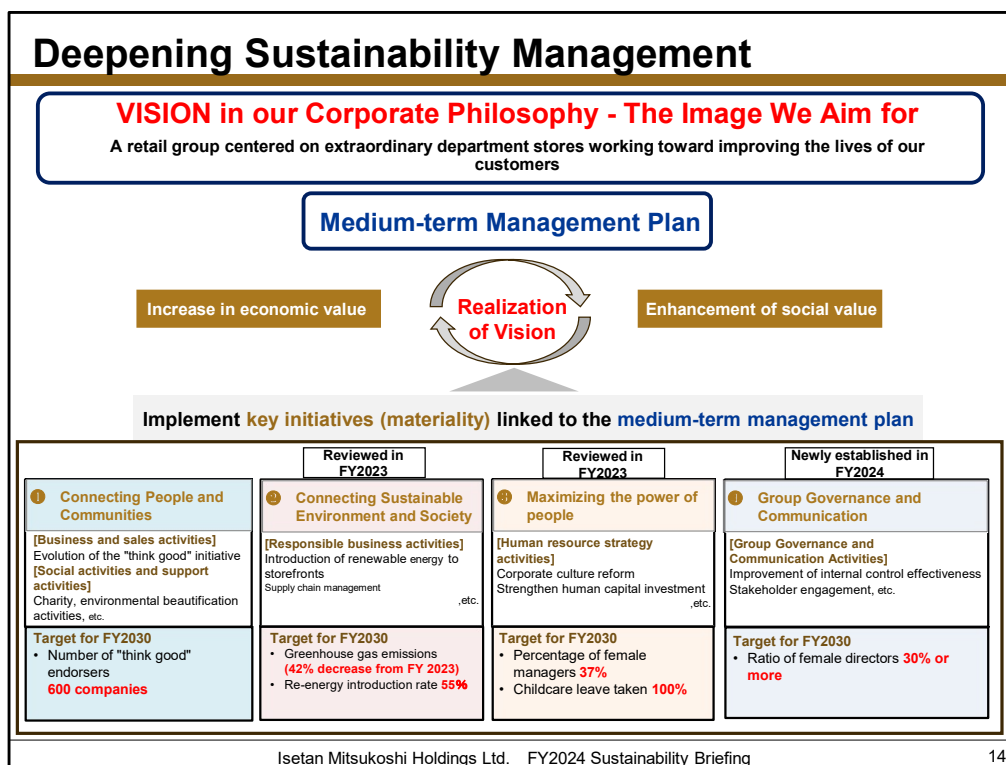 Deepening Sustainability Management
VISION in our Corporate Philosophy - The Image We Aim for
A retail group centered on extraordinary department stores working toward improving the lives of our
customers
Medium-term Management Plan
Increase in economic value
Realization
of Vision
Enhancement of social value
Implement key initiatives (materiality) linked to the medium-term management plan
❶ Connecting People and
Communities
[Business and sales activities]
Evolution of the "think good" initiative
[Social activities and support
activities]
Charity, environmental beautification
activities, etc.
Target for FY2030
• Number of "think good"
endorsers
600 companies
Reviewed in
FY2023
❷ Connecting Sustainable
Environment and Society
[Responsible business activities]
Introduction of renewable energy to
storefronts
Supply chain management
,etc.
Target for FY2030
• Greenhouse gas emissions
(42% decrease from FY 2023)
• Re-energy introduction rate 55%
Reviewed in
FY2023
❸ Maximizing the power of
people
[Human resource strategy
activities]
Corporate culture reform
Strengthen human capital investment
,etc.
Target for FY2030
• Percentage of female
managers 37%
• Childcare leave taken 100%
Newly established in
FY2024
Group Governance and
Communication
[Group Governance and
Communication Activities]
Improvement of internal control effectiveness
Stakeholder engagement, etc.
Target for FY2030
• Ratio of female directors 30% or
more
Isetan Mitsukoshi Holdings Ltd. FY2024 Sustainability Briefing
14